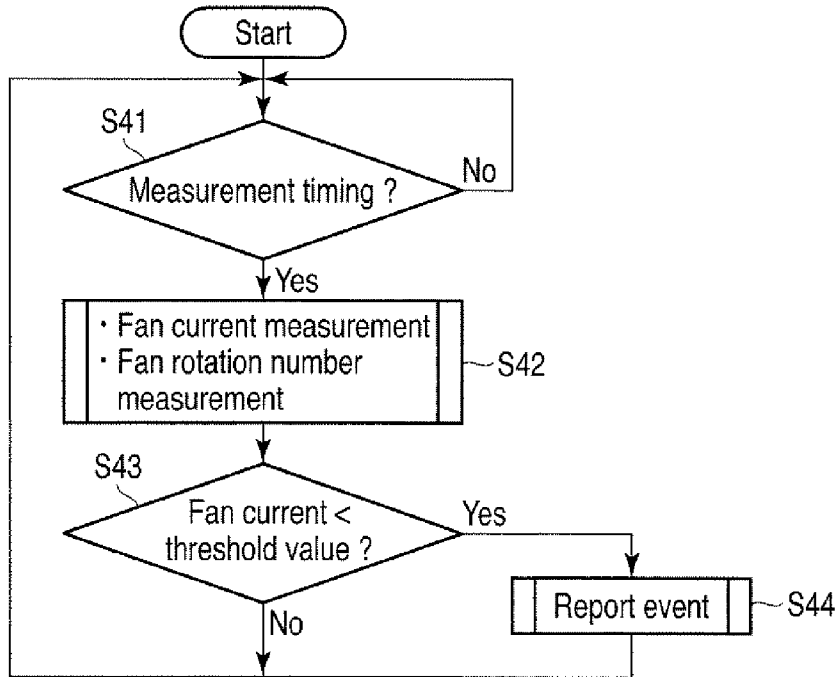 Start
S41
Measurement timing ?
No
Yes
・Fan current measurement
・Fan rotation number
measurement
S42
S43
Fan current <
threshold value ?
Yes
Report event
S44
No